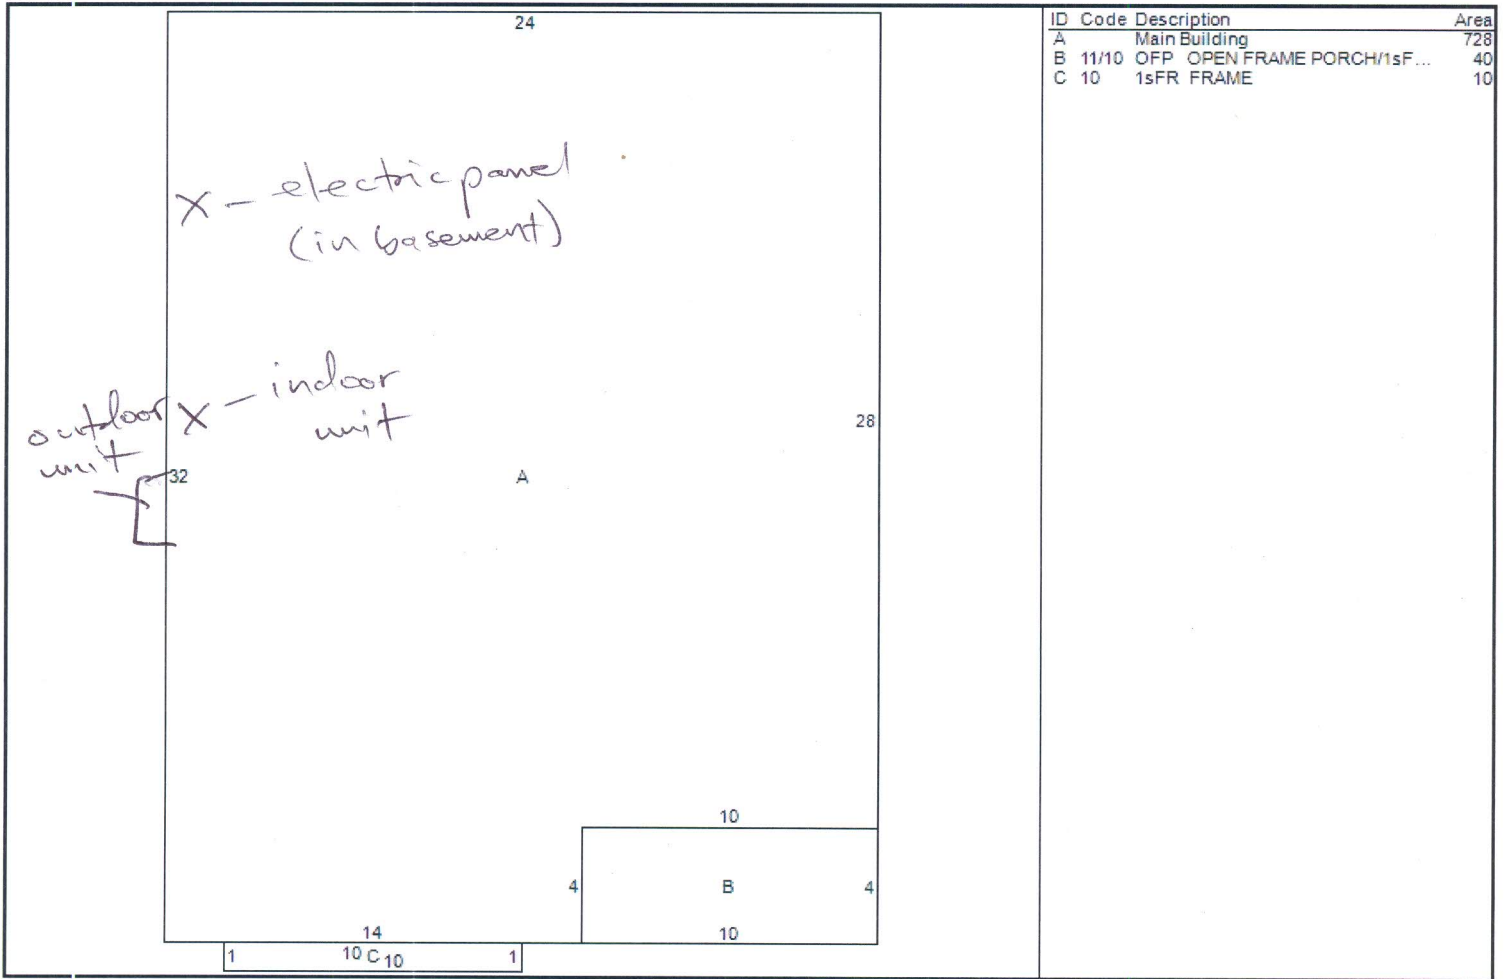 24
ID Code Description Area
A Main Building 728
B 11/10 OFP OPEN FRAME PORCH/1sF... 40
C 10 1sFR FRAME 10
X - electric panel
(in basement)
X - indoor
unit
outdoor
unit
28
32
A
10
4 B 4
14
10
1 10 C 10 1